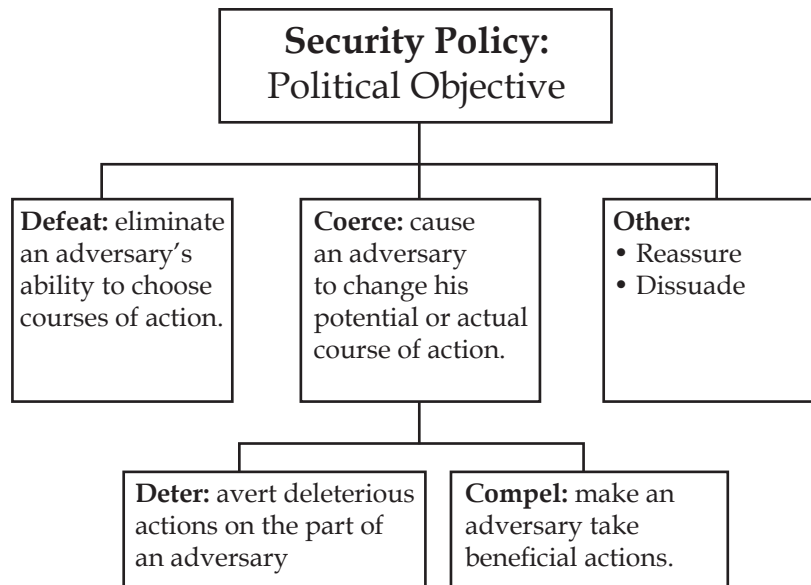 Security Policy:
Political Objective
Defeat: eliminate
an adversary’s
ability to choose
courses of action.
Coerce: cause
an adversary
to change his
potential or actual
course of action.
Other:
• Reassure
• Dissuade
Deter: avert deleterious
actions on the part of
an adversary
Compel: make an
adversary take
beneficial actions.